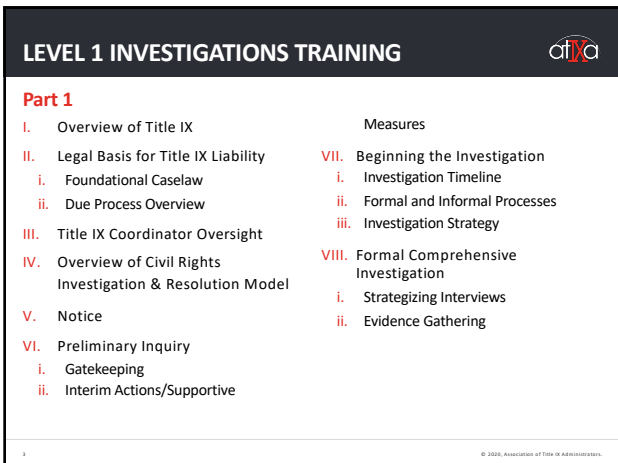 LEVEL 1 INVESTIGATIONS TRAINING
atIXa
Part 1
I. Overview of Title IX
II. Legal Basis for Title IX Liability
i. Foundational Caselaw
ii. Due Process Overview
III. Title IX Coordinator Oversight
IV. Overview of Civil Rights
Investigation & Resolution Model
V. Notice
VI. Preliminary Inquiry
i. Gatekeeping
ii. Interim Actions/Supportive
Measures
VII. Beginning the Investigation
i. Investigation Timeline
ii. Formal and Informal Processes
iii. Investigation Strategy
VIII. Formal Comprehensive
Investigation
i. Strategizing Interviews
ii. Evidence Gathering
3
© 2020, Association of Title IX Administrators.